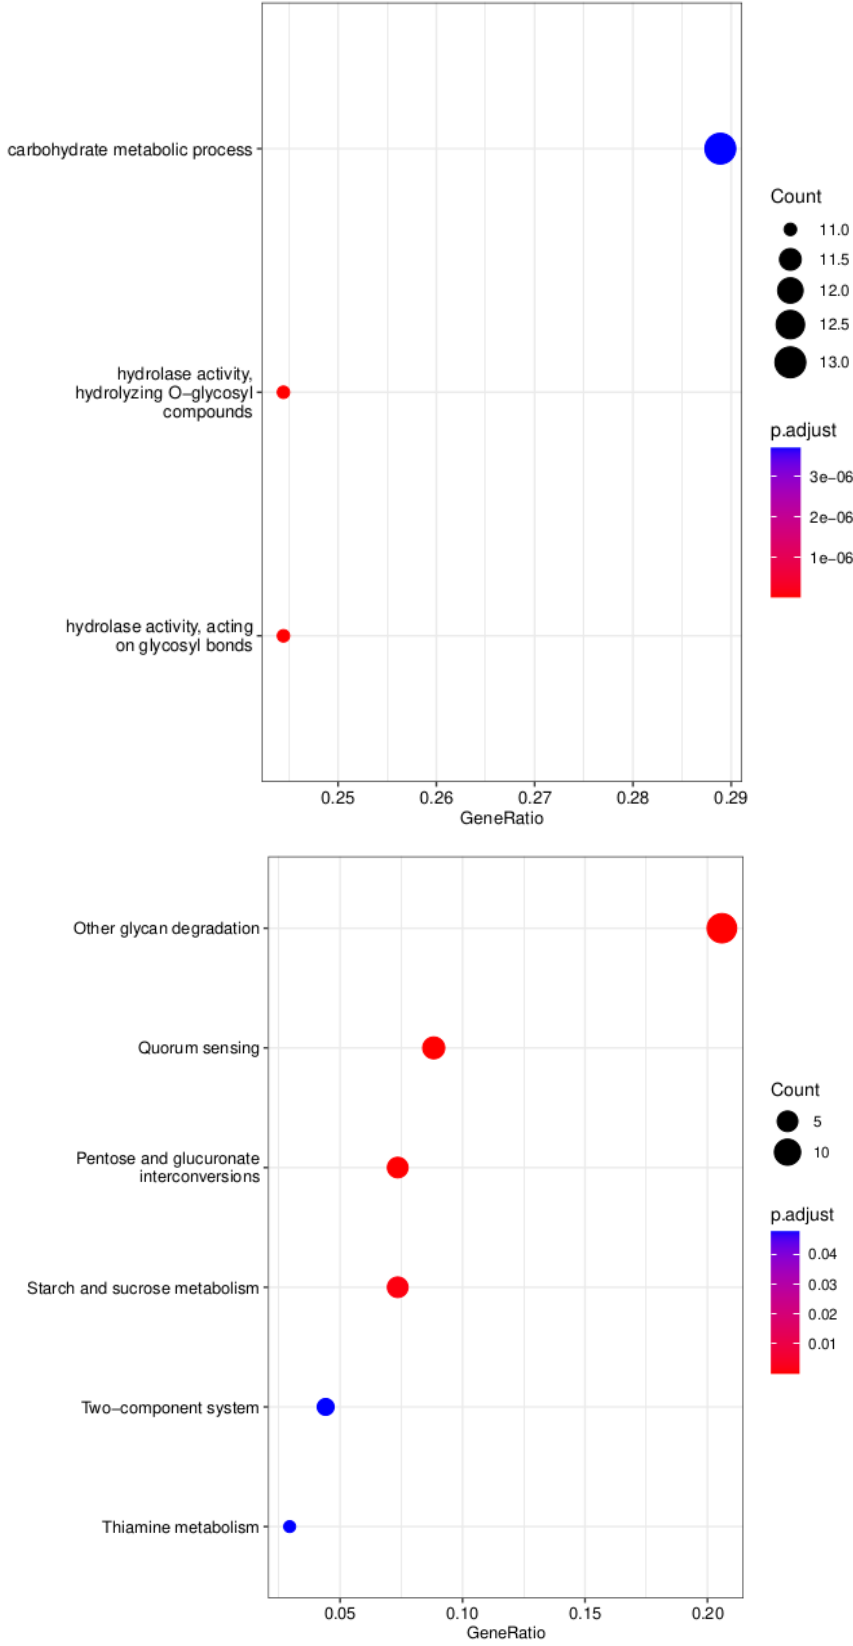 carbohydrate metabolic process
hydrolase activity,
hydrolyzing O−glycosyl
compounds
hydrolase activity, acting
on glycosyl bonds
0.25 0.26 0.27 0.28 0.29
GeneRatio
Count
11.0
11.5
12.0
12.5
13.0
p.adjust
3e−06
2e−06
1e−06
Other glycan degradation
Quorum sensing
Pentose and glucuronate
interconversions
Starch and sucrose metabolism
Two−component system
Thiamine metabolism
0.05 0.10 0.15 0.20
GeneRatio
Count
5
10
p.adjust
0.04
0.03
0.02
0.01